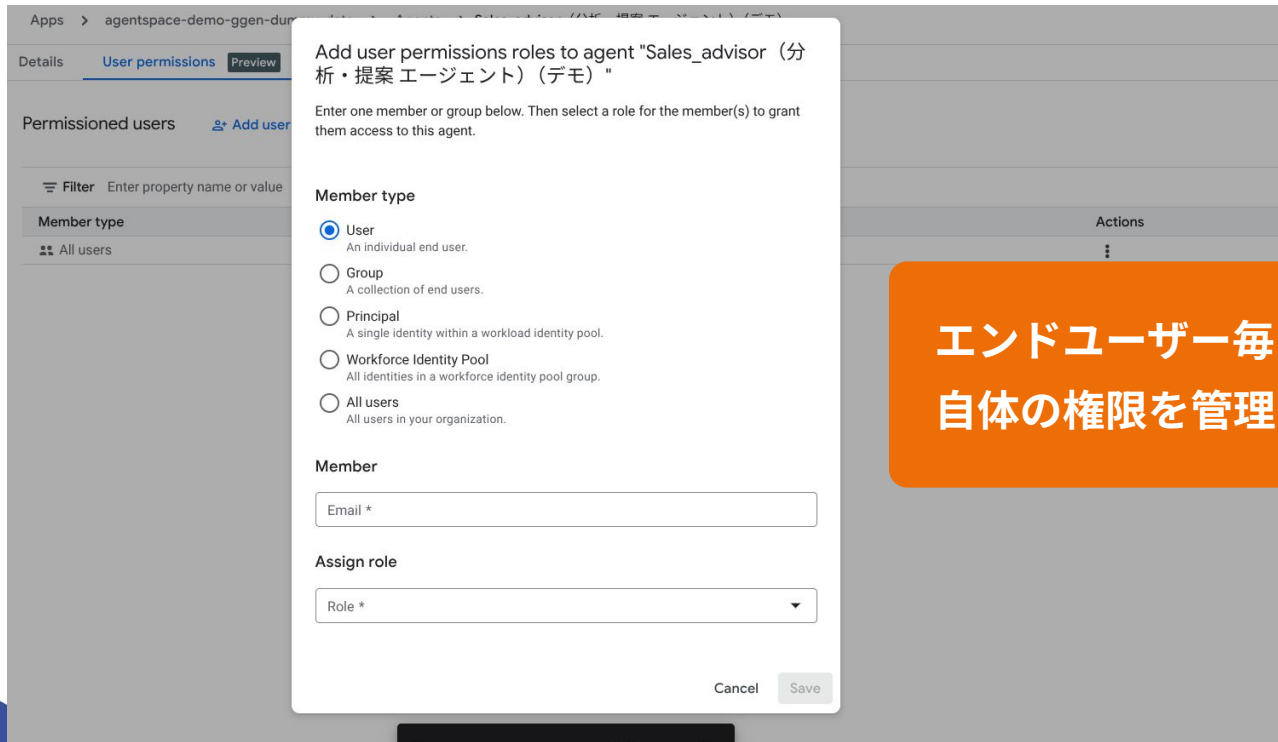 Apps > agentspace-demo-ggen-dum
Details
User permissions Preview
Permissioned users
Add user
Filter Enter property name or value
Member type
Actions
All users
Add user permissions roles to agent "Sales_advisor（分
析・提案 エージェント）（デモ）"
Enter one member or group below. Then select a role for the member(s) to grant
them access to this agent.
Member type
User
An individual end user.
Group
A collection of end users.
Principal
A single identity within a workload identity pool.
Workforce Identity Pool
All identities in a workforce identity pool group.
All users
All users in your organization.
Member
Email *
Assign role
Role *
Cancel
Save
エンドユーザー毎
自体の権限を管理